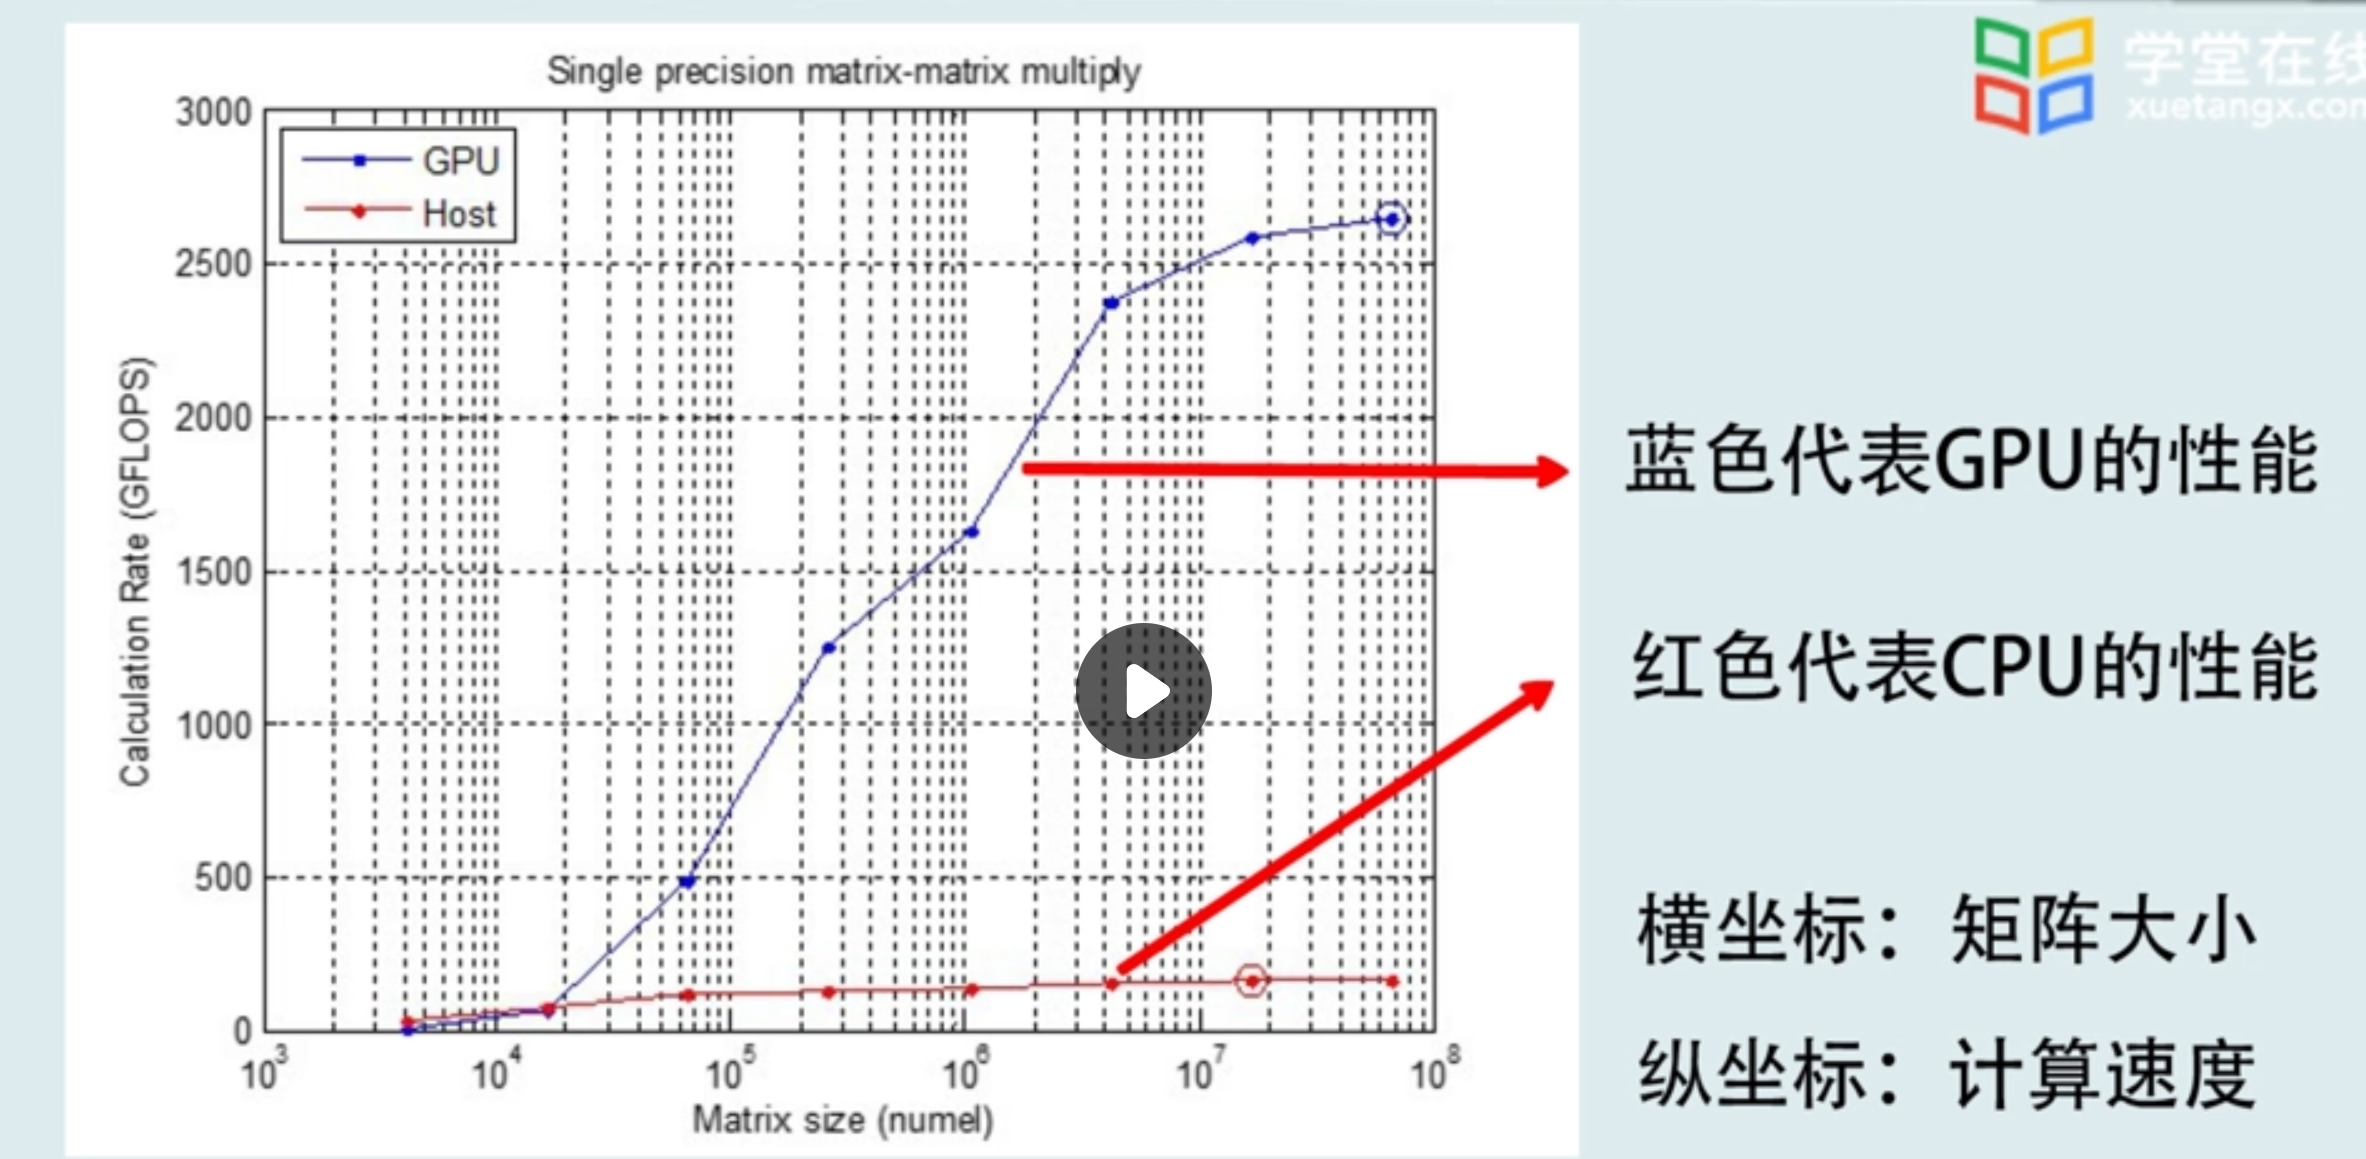 学堂在线
xuetangx.com
Single precision matrix-matrix multiply
GPU
Host
3000
2500
2000
1500
1000
500
0
Calculation Rate (GFLOPS)
10^3 10^4 10^5 10^6 10^7 10^8
Matrix size (numel)
蓝色代表GPU的性能
红色代表CPU的性能
横坐标：矩阵大小
纵坐标：计算速度